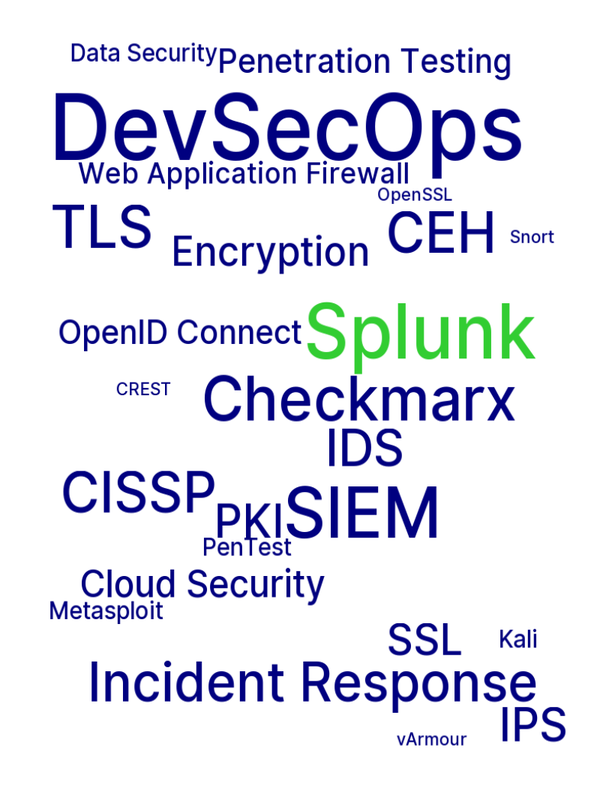 Data Security
Penetration Testing
DevSecOps
Web Application Firewall
OpenSSL
TLS
CEH
Snort
Encryption
OpenID Connect
Splunk
CREST
Checkmarx
IDS
CISSP
PKI
SIEM
PenTest
Cloud Security
Metasploit
SSL
Kali
Incident Response
IPS
vArmour